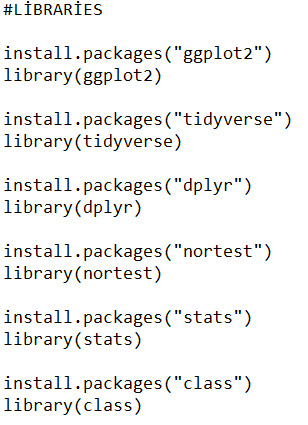 #LİBRARİES
install.packages("ggplot2")
library(ggplot2)
install.packages("tidyverse")
library(tidyverse)
install.packages("dplyr")
library(dplyr)
install.packages("nortest")
library(nortest)
install.packages("stats")
library(stats)
install.packages("class")
library(class)